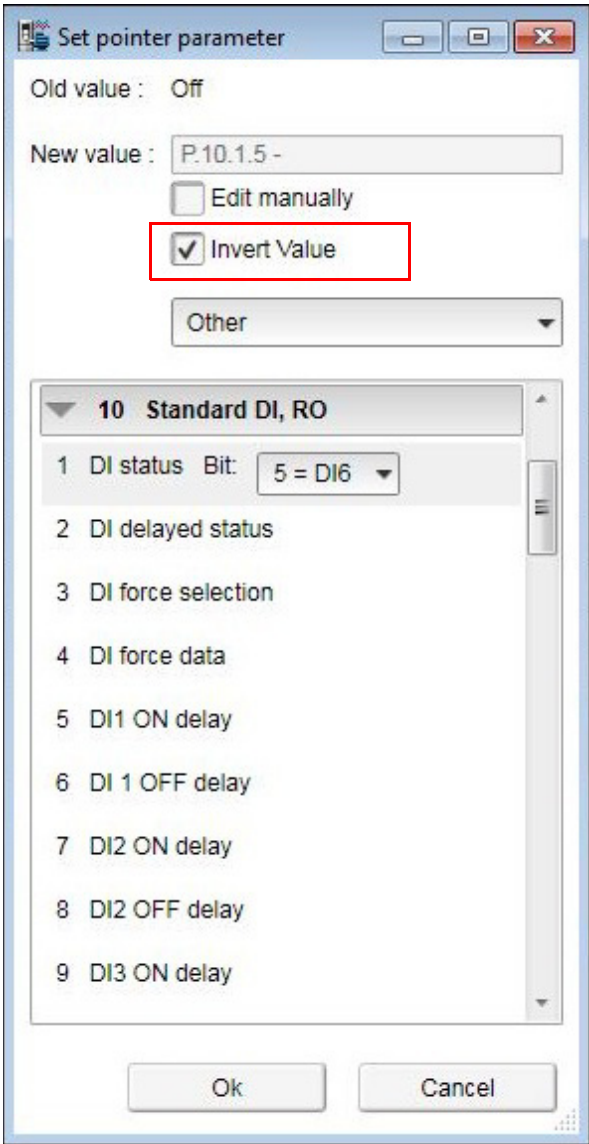 Set pointer parameter
Old value : Off
New value : P.10.1.5 -
Edit manually
Invert Value
Other
10 Standard DI, RO
1 DI status Bit: 5 = DI6
2 DI delayed status
3 DI force selection
4 DI force data
5 DI1 ON delay
6 DI 1 OFF delay
7 DI2 ON delay
8 DI2 OFF delay
9 DI3 ON delay
Ok Cancel